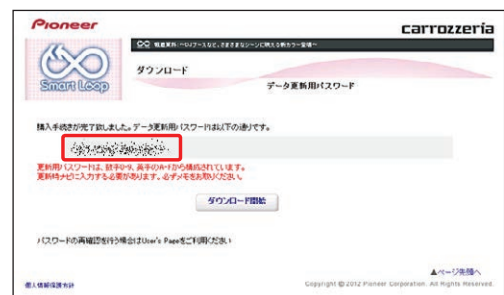 Pioneer
carrozzeria
Smart Loop
ダウンロード
データ更新用パスワード
購入手続きが完了致しました。データ更新用パスワードは以下の通りです。
更新用パスワードは、数字0-9、英字のA-Fから構成されています。
更新時ナビに入力する必要があります。必ずメモをお取りください。
ダウンロード開始
パスワードの再確認を行う場合はUser's Pageをご利用ください
▲ページ先頭へ
個人情報保護方針
Copyright © 2012 Pioneer Corporation. All Rights Reserved.